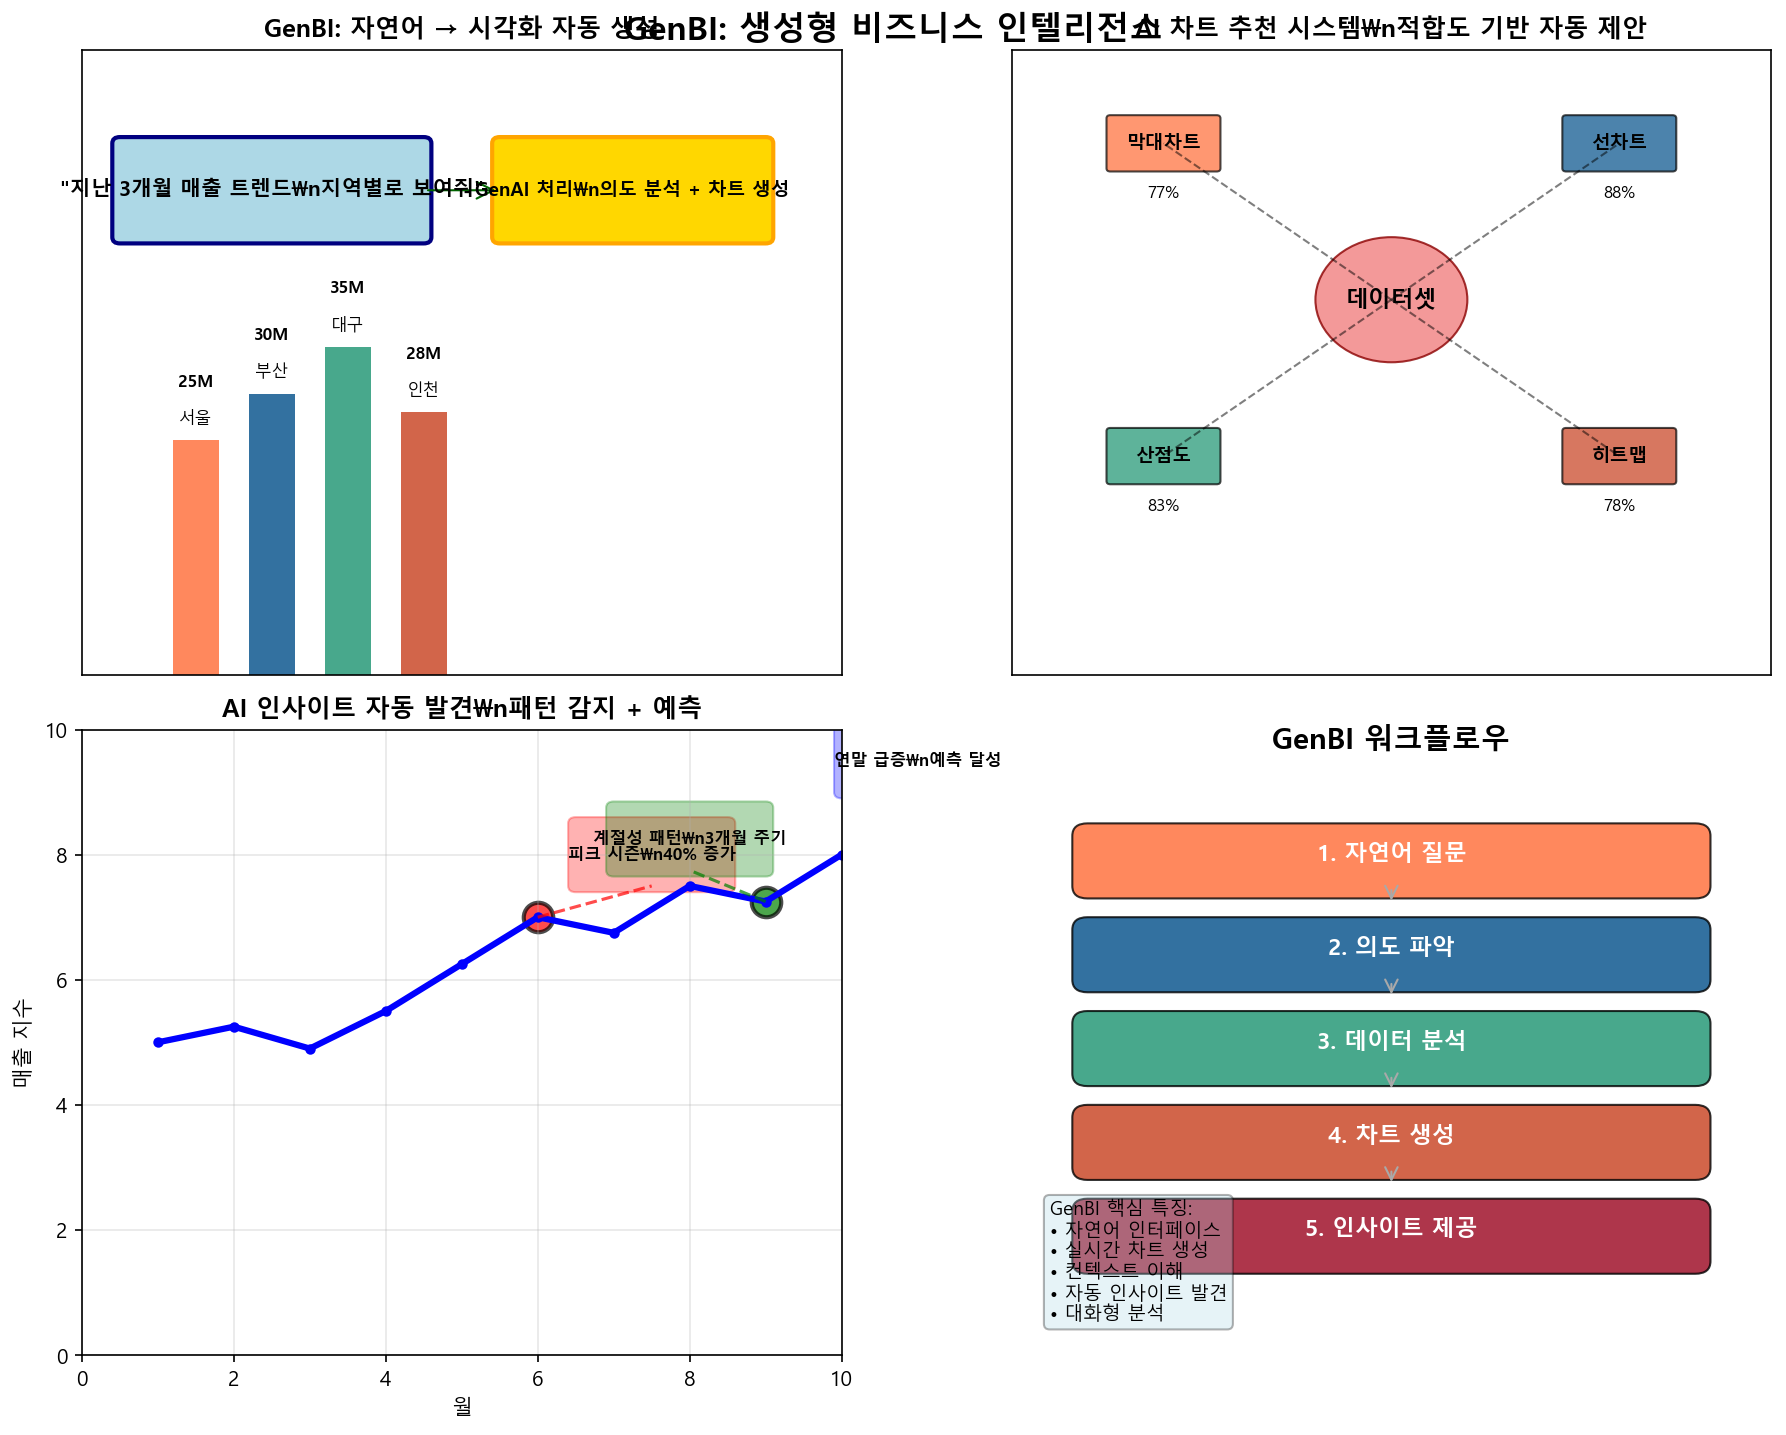 GenBI: 생성형 비즈니스 인텔리전스
GenBI: 자연어 → 시각화 자동 생성
"지난 3개월 매출 트렌드₩n지역별로 보여줘"
GenAI 처리₩n의도 분석 + 차트 생성
35M
대구
30M
부산
28M
인천
25M
서울
AI 차트 추천 시스템₩n적합도 기반 자동 제안
막대차트
77%
선차트
88%
데이터셋
산점도
83%
히트맵
78%
AI 인사이트 자동 발견₩n패턴 감지 + 예측
연말 급증₩n예측 달성
계절성 패턴₩n3개월 주기
피크 시즌₩n40% 증가
매출 지수
10
8
6
4
2
0
0 2 4 6 8 10
월
GenBI 워크플로우
1. 자연어 질문
2. 의도 파악
3. 데이터 분석
4. 차트 생성
5. 인사이트 제공
GenBI 핵심 특징:
• 자연어 인터페이스
• 실시간 차트 생성
• 컨텍스트 이해
• 자동 인사이트 발견
• 대화형 분석